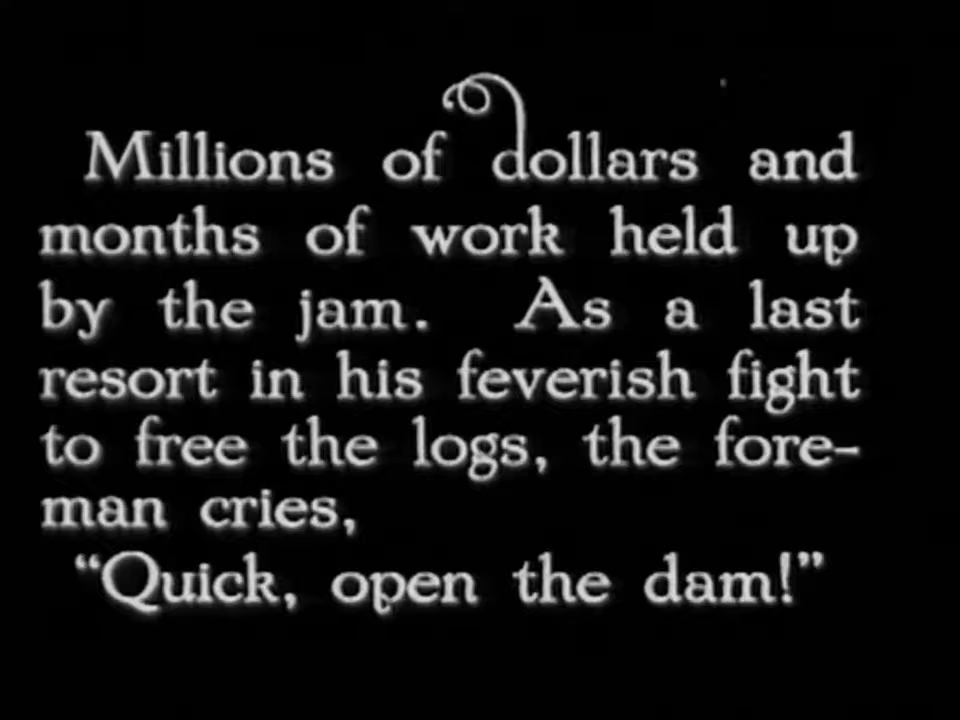 Millions of dollars and
months of work held up
by the jam. As a last
resort in his feverish fight
to free the logs, the fore-
man cries,
“Quick, open the dam!”